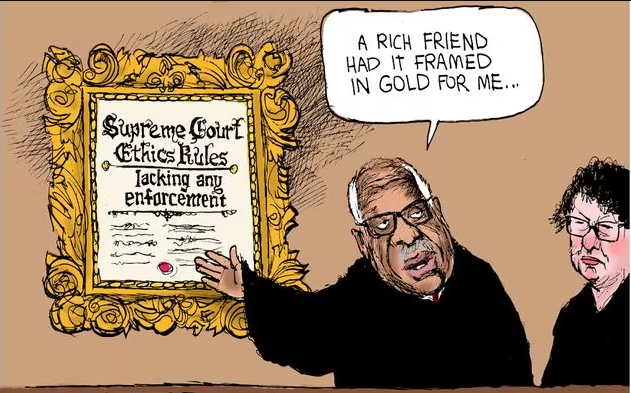 A RICH FRIEND
HAD IT FRAMED
IN GOLD FOR ME...
Supreme Court
Ethics Rules
lacking any
enforcement